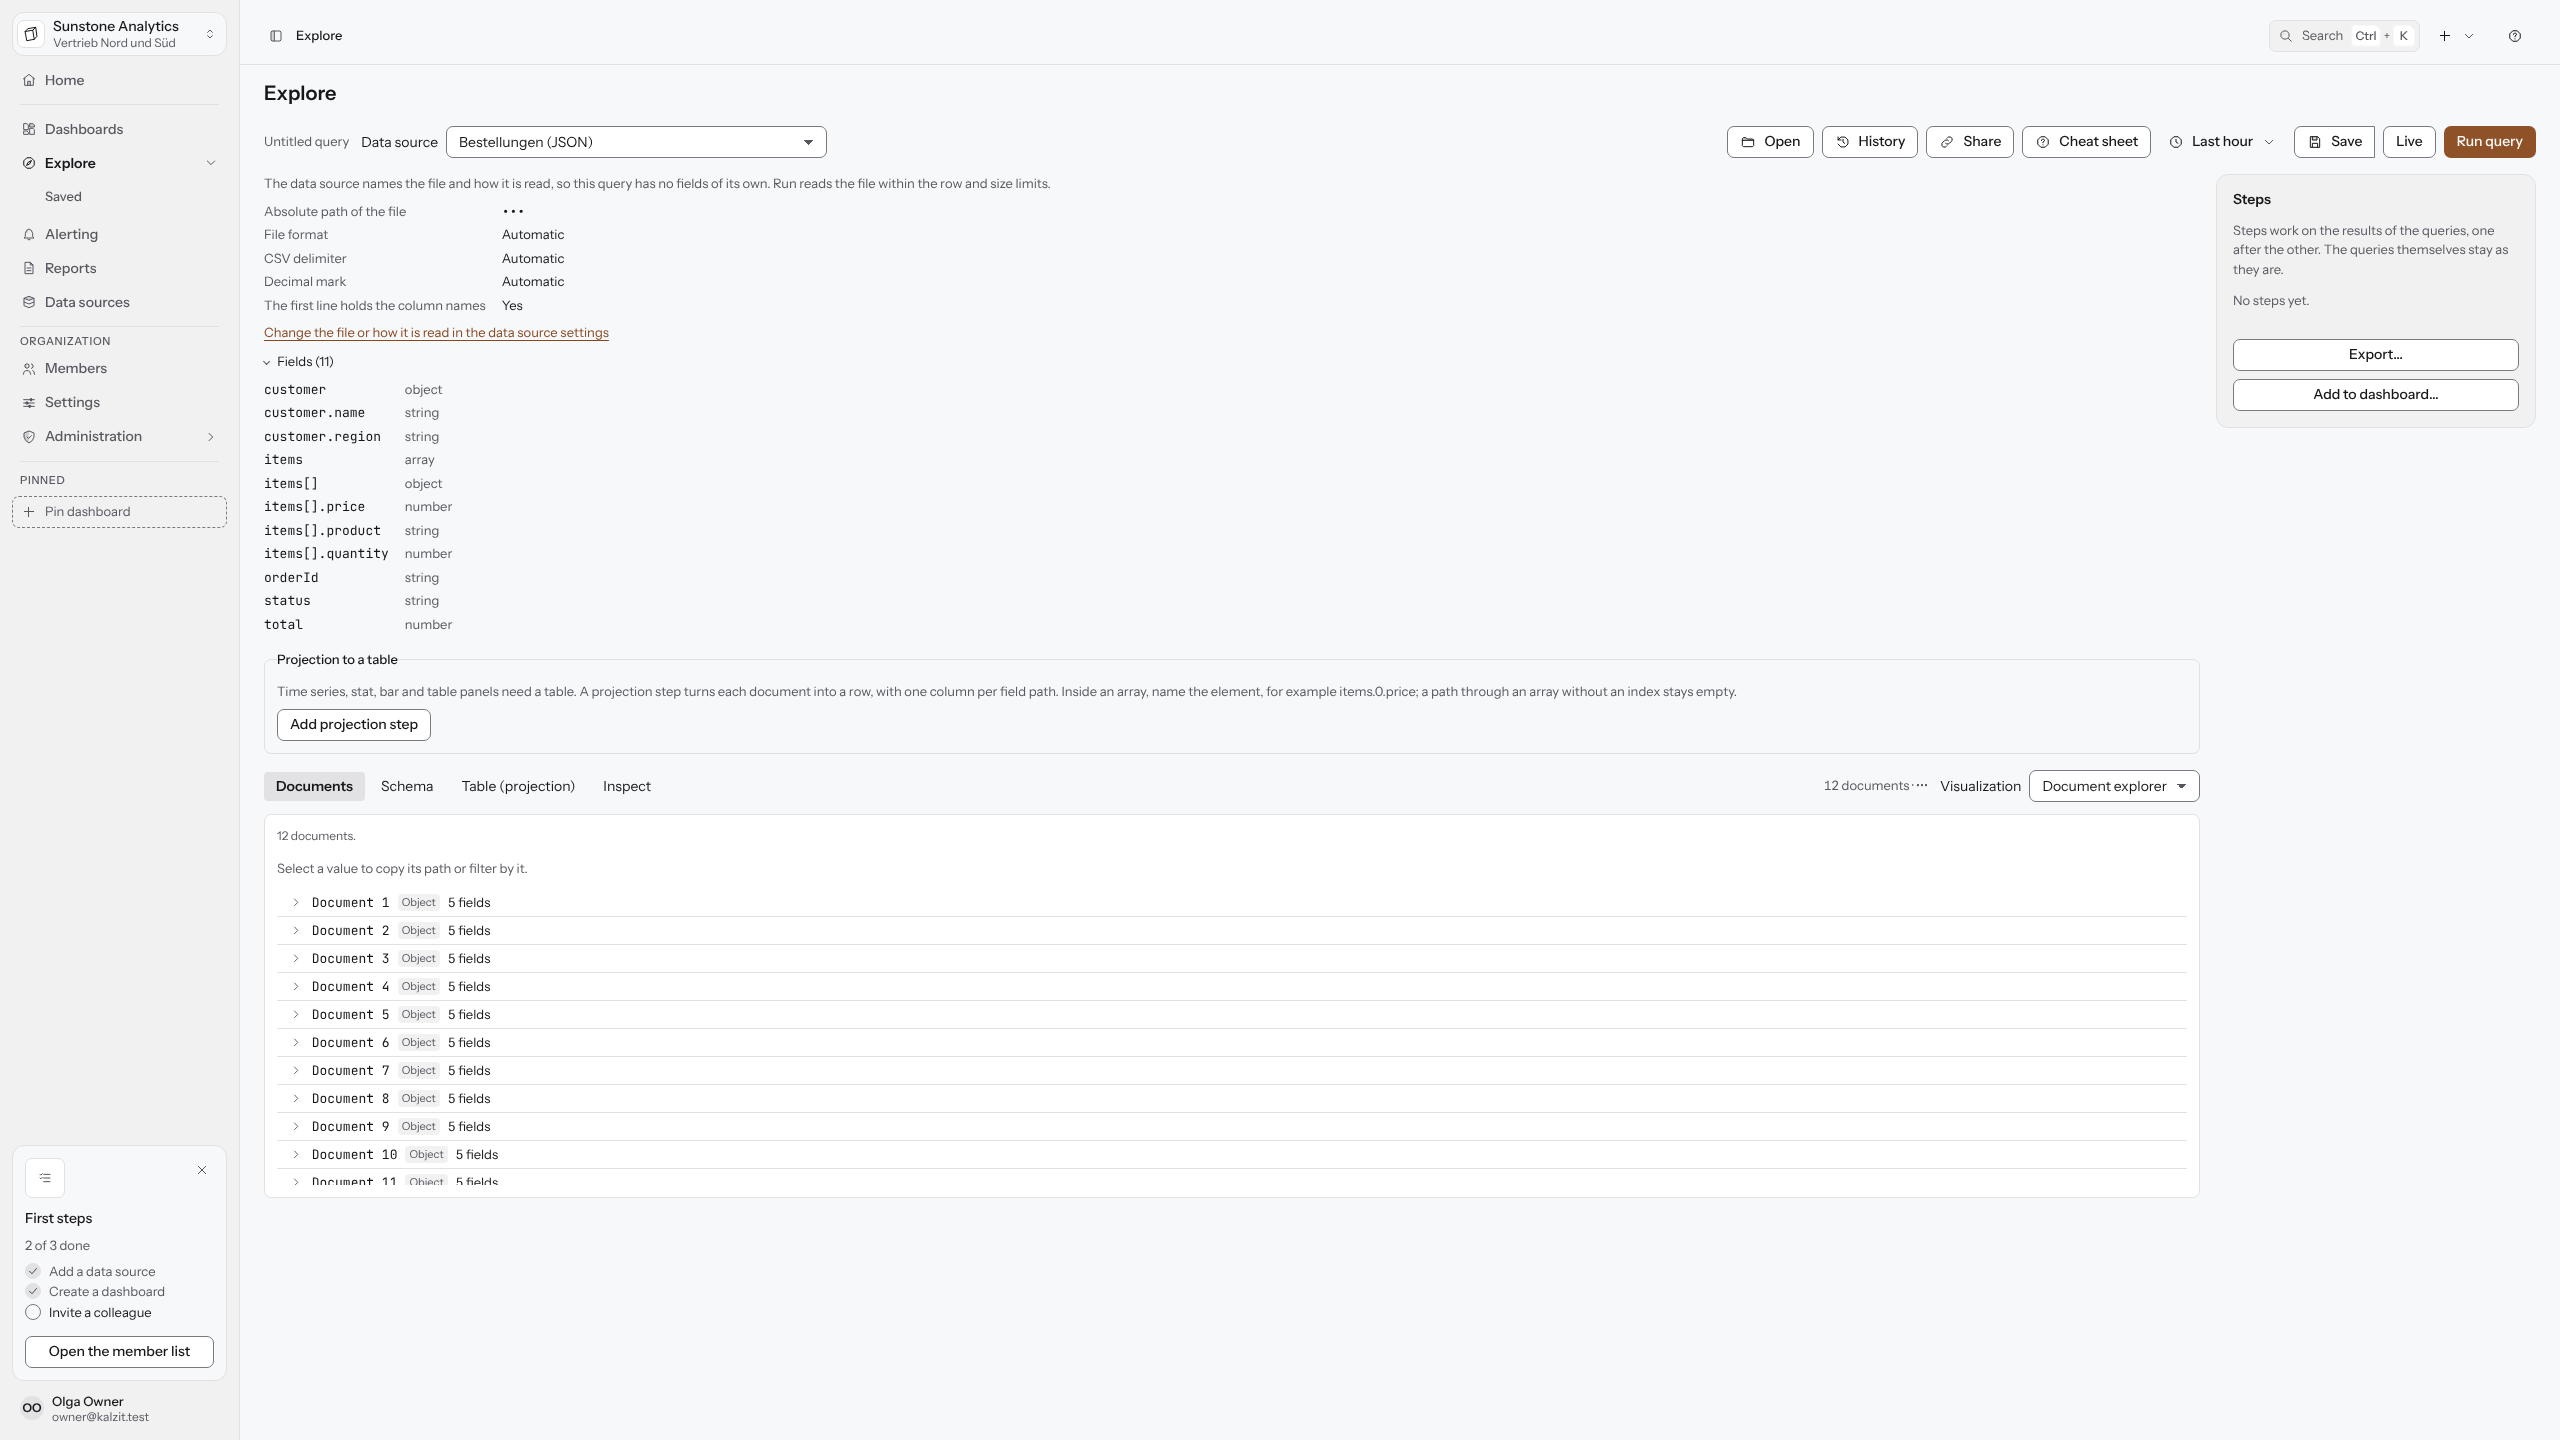 Sunstone Analytics
Vertrieb Nord und Süd
Home
Dashboards
Explore
Saved
Alerting
Reports
Data sources
ORGANIZATION
Members
Settings
Administration
PINNED
Pin dashboard
First steps
2 of 3 done
Add a data source
Create a dashboard
Invite a colleague
Open the member list
OO
Olga Owner
owner@kalzit.test
Explore
Search Ctrl + K
Explore
Untitled query Data source Bestellungen (JSON)
Open History Share Cheat sheet Last hour Save Live Run query
The data source names the file and how it is read, so this query has no fields of its own. Run reads the file within the row and size limits.
Absolute path of the file •••
File format Automatic
CSV delimiter Automatic
Decimal mark Automatic
The first line holds the column names Yes
Change the file or how it is read in the data source settings
Fields (11)
customer object
customer.name string
customer.region string
items array
items[] object
items[].price number
items[].product string
items[].quantity number
orderId string
status string
total number
Projection to a table
Time series, stat, bar and table panels need a table. A projection step turns each document into a row, with one column per field path. Inside an array, name the element, for example items.0.price; a path through an array without an index stays empty.
Add projection step
Documents Schema Table (projection) Inspect
12 documents · ••• Visualization Document explorer
12 documents.
Select a value to copy its path or filter by it.
Document 1 Object 5 fields
Document 2 Object 5 fields
Document 3 Object 5 fields
Document 4 Object 5 fields
Document 5 Object 5 fields
Document 6 Object 5 fields
Document 7 Object 5 fields
Document 8 Object 5 fields
Document 9 Object 5 fields
Document 10 Object 5 fields
Document 11 Object 5 fields
Steps
Steps work on the results of the queries, one
after the other. The queries themselves stay as
they are.
No steps yet.
Export...
Add to dashboard...